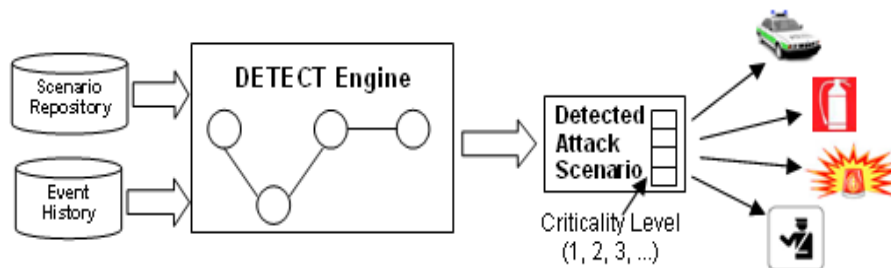 Scenario
Repository
Event
History
DETECT Engine
Detected
Attack
Scenario
Criticality Level
(1, 2, 3, ...)